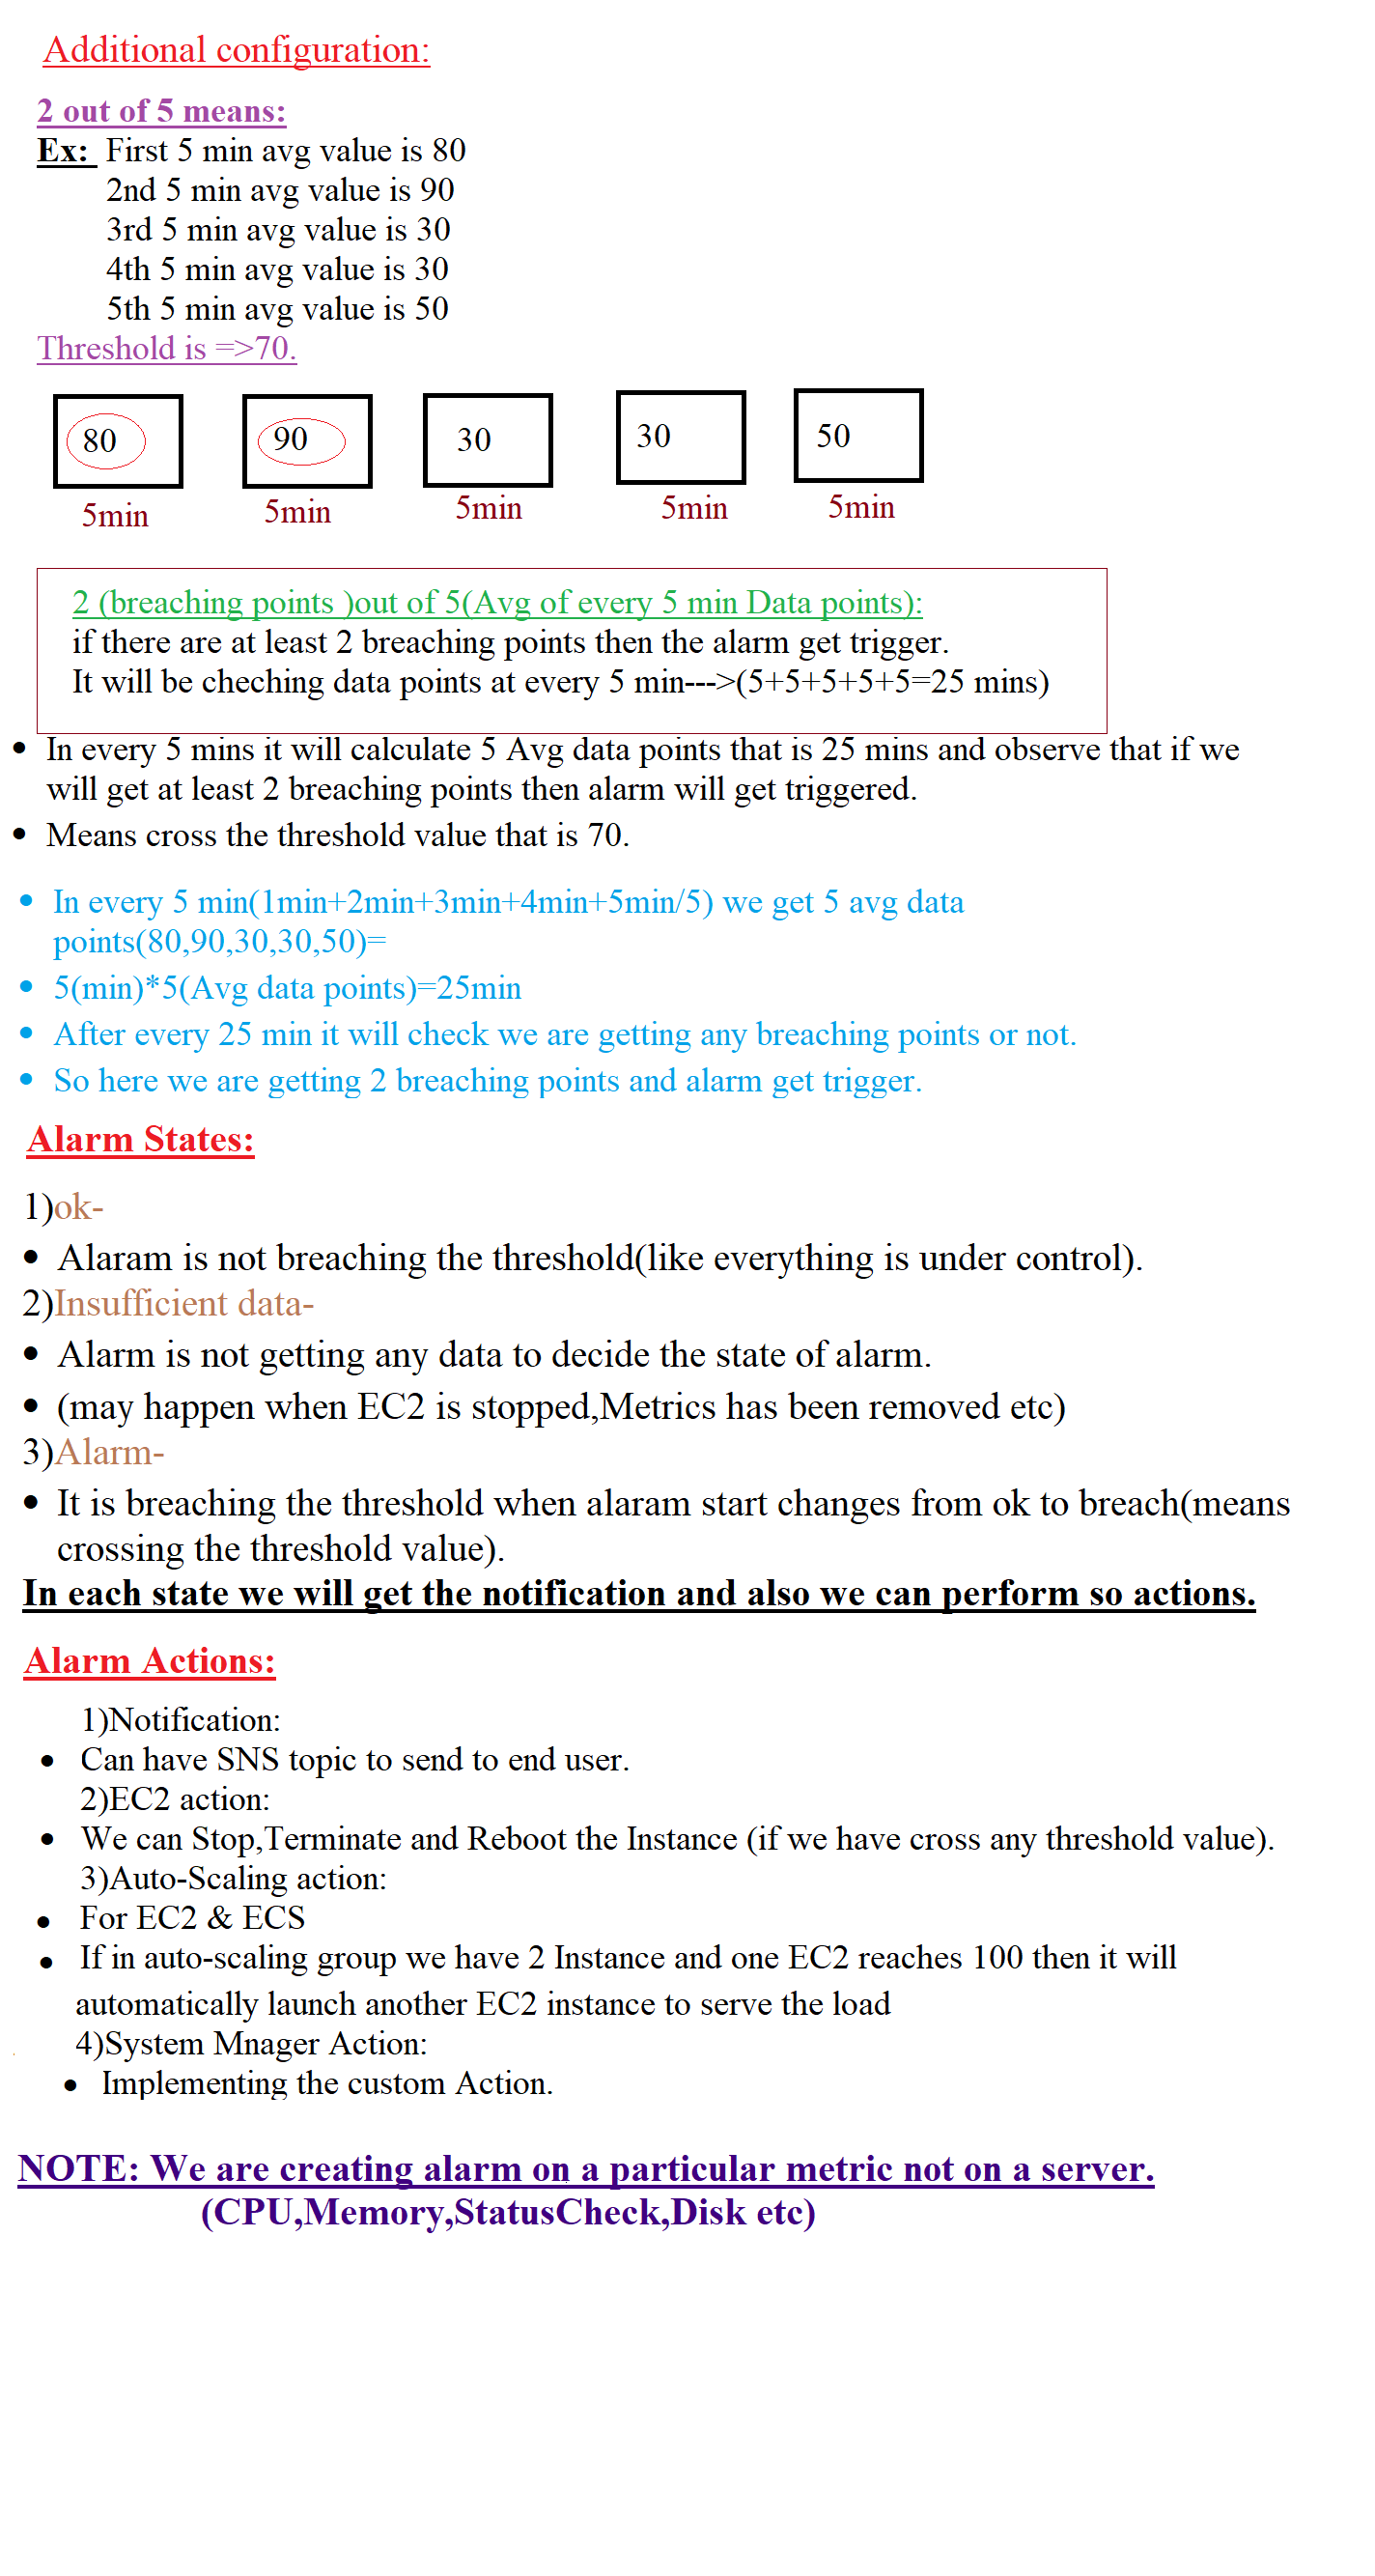 Additional configuration:
2 out of 5 means:
Ex: First 5 min avg value is 80
2nd 5 min avg value is 90
3rd 5 min avg value is 30
4th 5 min avg value is 30
5th 5 min avg value is 50
Threshold is =>70.
80 90 30 30 50
5min 5min 5min 5min 5min
2 (breaching points )out of 5(Avg of every 5 min Data points):
if there are at least 2 breaching points then the alarm get trigger.
It will be cheching data points at every 5 min--->(5+5+5+5+5=25 mins)
• In every 5 mins it will calculate 5 Avg data points that is 25 mins and observe that if we
will get at least 2 breaching points then alarm will get triggered.
• Means cross the threshold value that is 70.
• In every 5 min(1min+2min+3min+4min+5min/5) we get 5 avg data
points(80,90,30,30,50)=
• 5(min)*5(Avg data points)=25min
• After every 25 min it will check we are getting any breaching points or not.
• So here we are getting 2 breaching points and alarm get trigger.
Alarm States:
1)ok-
• Alaram is not breaching the threshold(like everything is under control).
2)Insufficient data-
• Alarm is not getting any data to decide the state of alarm.
• (may happen when EC2 is stopped,Metrics has been removed etc)
3)Alarm-
• It is breaching the threshold when alaram start changes from ok to breach(means
crossing the threshold value).
In each state we will get the notification and also we can perform so actions.
Alarm Actions:
1)Notification:
• Can have SNS topic to send to end user.
2)EC2 action:
• We can Stop,Terminate and Reboot the Instance (if we have cross any threshold value).
3)Auto-Scaling action:
• For EC2 & ECS
• If in auto-scaling group we have 2 Instance and one EC2 reaches 100 then it will
automatically launch another EC2 instance to serve the load
4)System Mnager Action:
• Implementing the custom Action.
NOTE: We are creating alarm on a particular metric not on a server.
(CPU,Memory,StatusCheck,Disk etc)